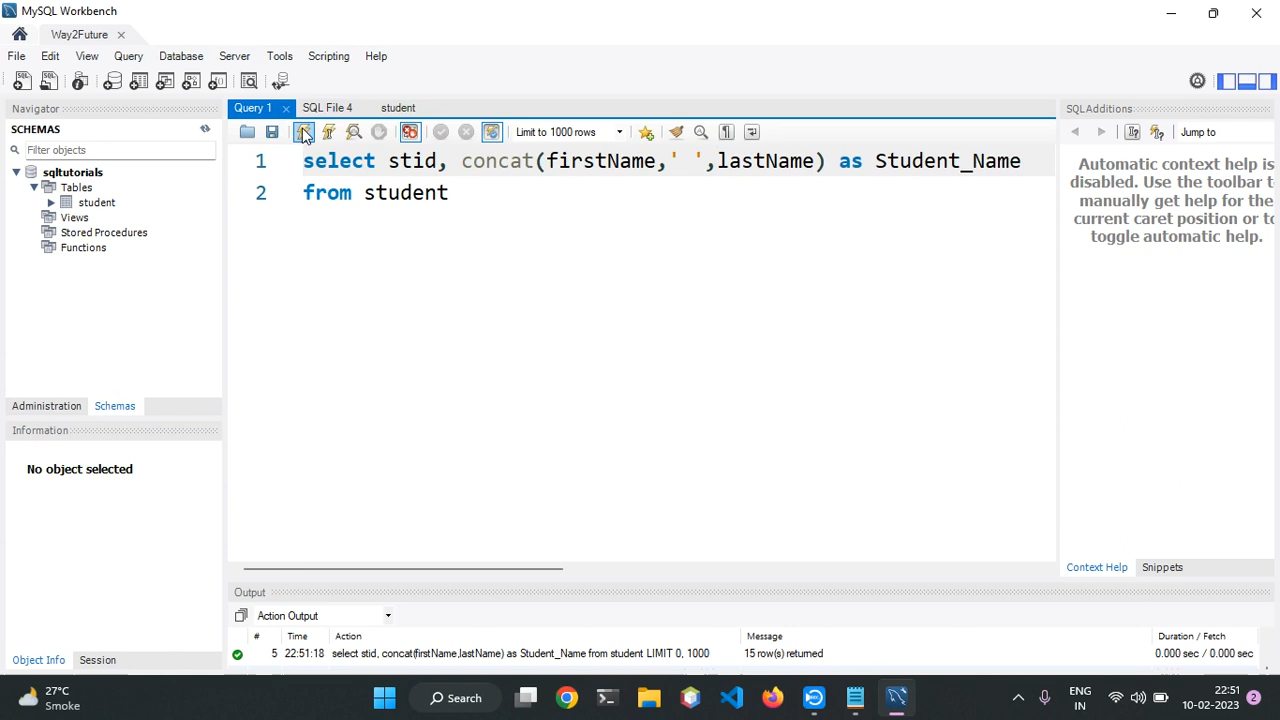 MySQL Workbench
Way2Future
File Edit View Query Database Server Tools Scripting Help
Navigator
SCHEMAS
Filter objects
sqltutorials
Tables
student
Views
Stored Procedures
Functions
Administration Schemas
Information
No object selected
Object Info Session
Query 1 SQL File 4 student
Limit to 1000 rows
1 select stid, concat(firstName,' ',lastName) as Student_Name
2 from student
SQLAdditions
Jump to
Automatic context help is
disabled. Use the toolbar
manually get help for the
current caret position or to
toggle automatic help.
Context Help Snippets
Output
Action Output
# Time Action Message Duration / Fetch
5 22:51:18 select stid, concat(firstName,lastName) as Student_Name from student LIMIT 0, 1000 15 row(s) returned 0.000 sec / 0.000 sec
27°C
Smoke
Search
ENG
IN
22:51
10-02-2023
2